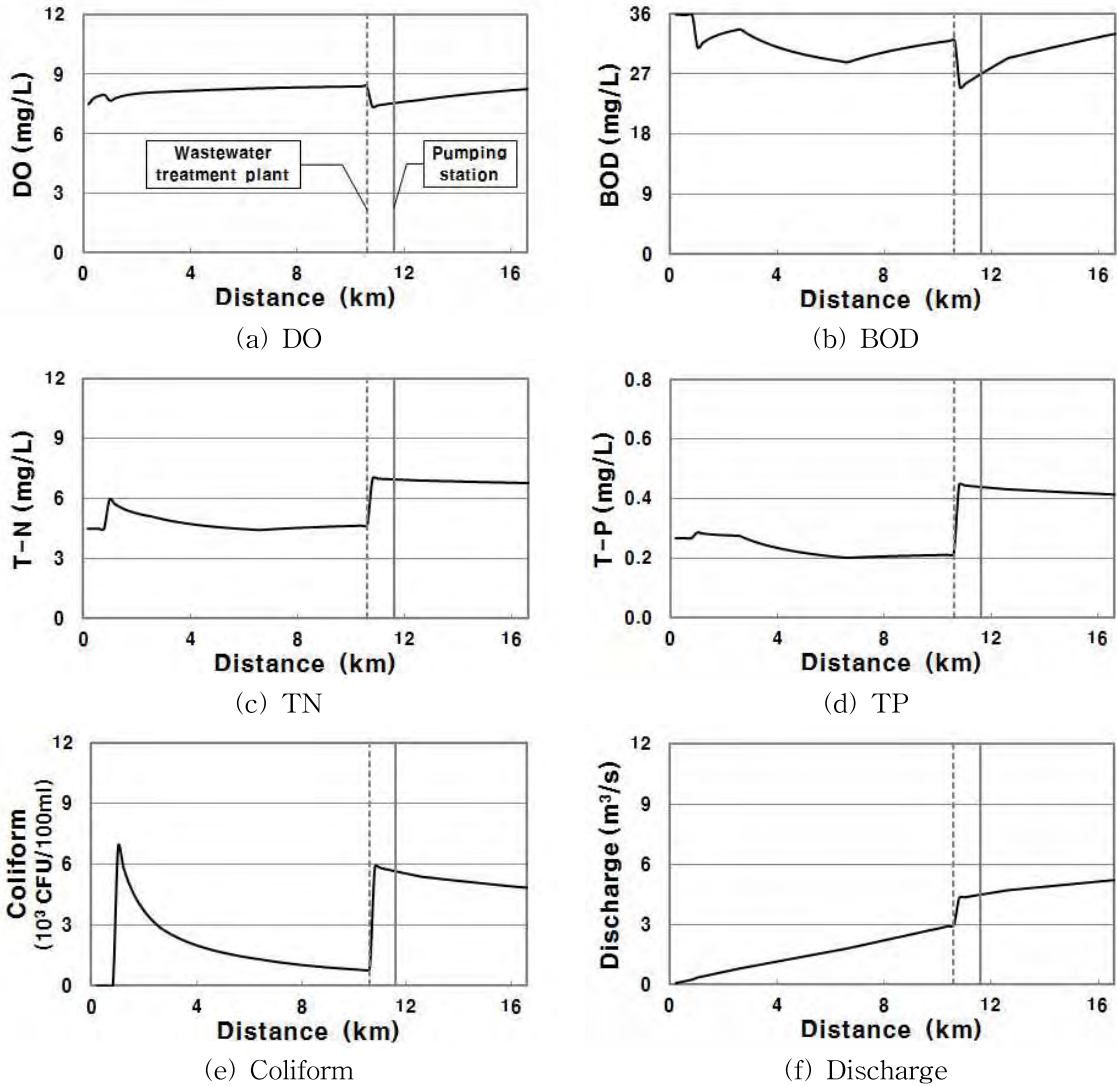 12
9
6
3
0
DO (mg/L)
Wastewater
treatment plant
Pumping
station
0 4 8 12 16
Distance (km)
(a) DO
36
27
18
9
0
BOD (mg/L)
0 4 8 12 16
Distance (km)
(b) BOD
12
9
6
3
0
T-N (mg/L)
0 4 8 12 16
Distance (km)
(c) TN
0.8
0.6
0.4
0.2
0.0
T-P (mg/L)
0 4 8 12 16
Distance (km)
(d) TP
12
9
6
3
0
Coliform
(10³ CFU/100ml)
0 4 8 12 16
Distance (km)
(e) Coliform
12
9
6
3
0
Discharge (m³/s)
0 4 8 12 16
Distance (km)
(f) Discharge